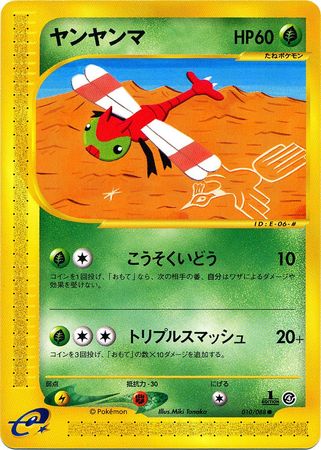 ヤンヤンマ HP60
たねポケモン
ID:E-06-#
こうそくいどう 10
コインを1回投げ、「おもて」なら、次の相手の番、自分はワザによるダメージや
効果を受けない。
トリプルスマッシュ 20+
コインを3回投げ、「おもて」の数×10ダメージを追加する。
弱点 抵抗力-30 にげる
1
EDITION
©Pokémon Illus.Miki Tanaka 010/088
e